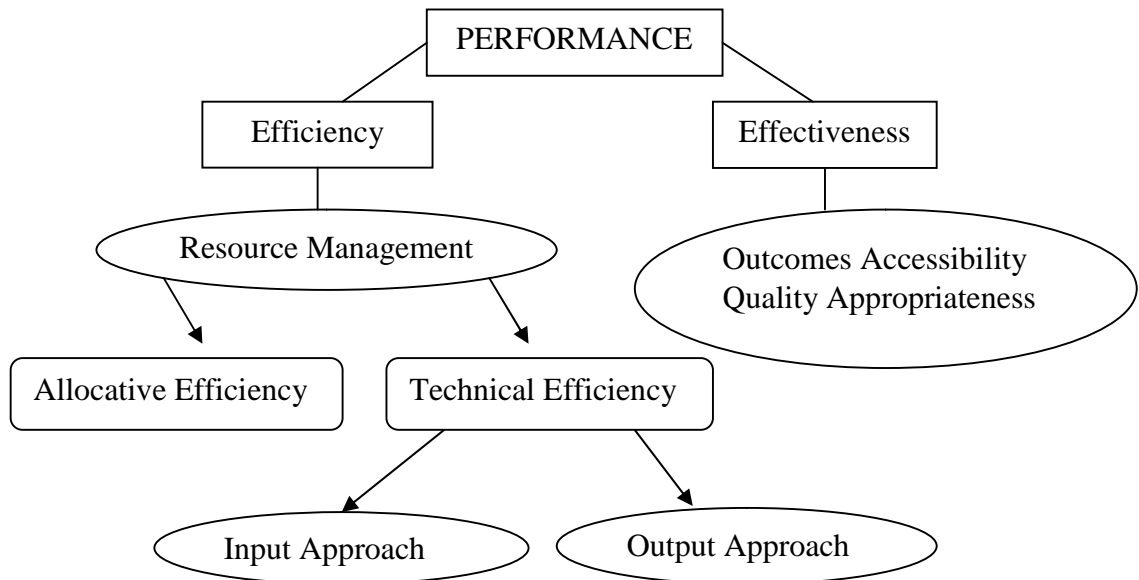 PERFORMANCE
Efficiency
Effectiveness
Resource Management
Outcomes Accessibility
Quality Appropriateness
Allocative Efficiency
Technical Efficiency
Input Approach
Output Approach